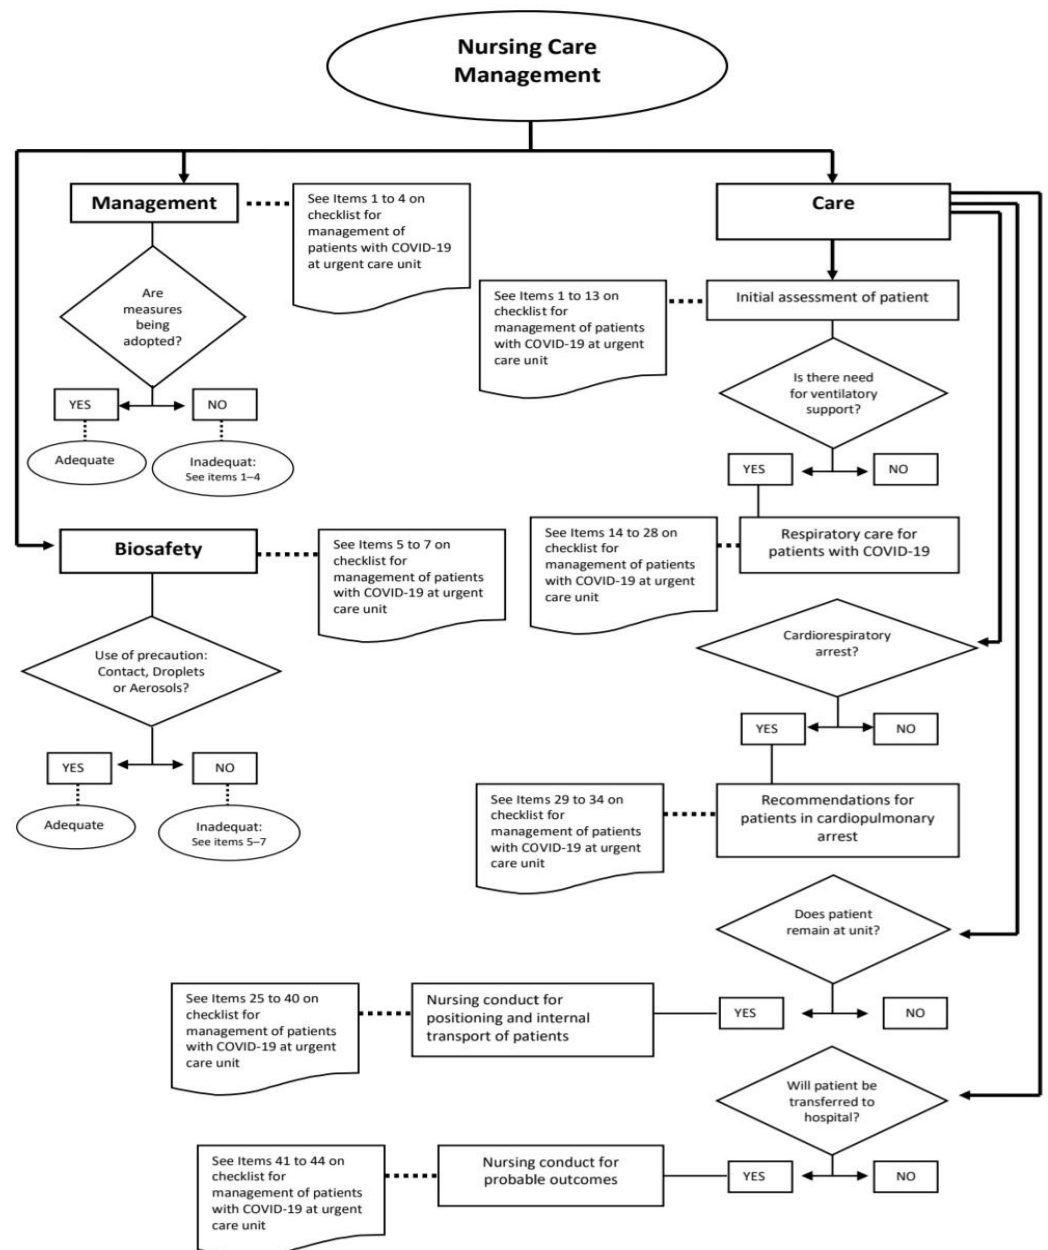 Nursing Care
Management
Management
See Items 1 to 4 on
checklist for
management of
patients with COVID-19
at urgent care unit
Are
measures
being
adopted?
YES
NO
Adequate
Inadequat:
See items 1–4
Biosafety
See Items 5 to 7 on
checklist for
management of patients
with COVID-19 at urgent
care unit
Use of precaution:
Contact, Droplets
or Aerosols?
YES
NO
Adequate
Inadequat:
See items 5–7
Care
See Items 1 to 13 on
checklist for
management of patients
with COVID-19 at urgent
care unit
Initial assessment of patient
Is there need
for ventilatory
support?
YES
NO
See Items 14 to 28 on
checklist for
management of patients
with COVID-19 at urgent
care unit
Respiratory care for
patients with COVID-19
Cardiorespiratory
arrest?
YES
NO
See Items 29 to 34 on
checklist for
management of patients
with COVID-19 at urgent
care unit
Recommendations for
patients in cardiopulmonary
arrest
Does patient
remain at unit?
See Items 25 to 40 on
checklist for
management of patients
with COVID-19 at urgent
care unit
Nursing conduct for
positioning and internal
transport of patients
YES
NO
Will patient be
transferred to
hospital?
See Items 41 to 44 on
checklist for
management of patients
with COVID-19 at urgent
care unit
Nursing conduct for
probable outcomes
YES
NO